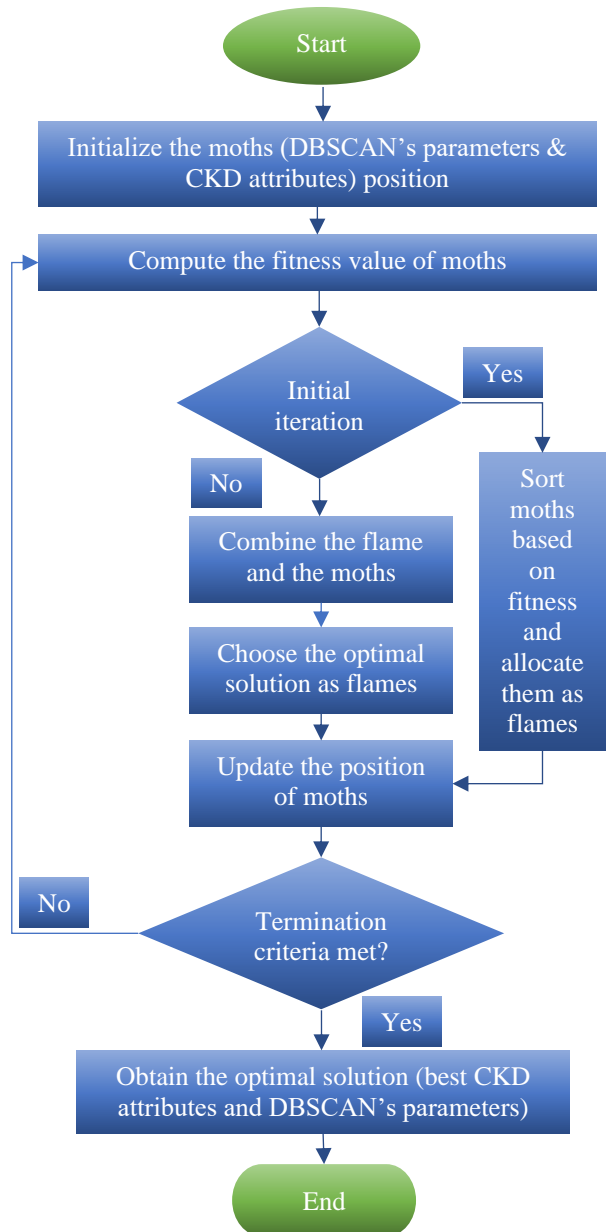 Start
Initialize the moths (DBSCAN's parameters &
CKD attributes) position
Compute the fitness value of moths
Initial
iteration
Yes
No
Sort
moths
based
on
fitness
and
allocate
them as
flames
Combine the flame
and the moths
Choose the optimal
solution as flames
Update the position
of moths
Termination
criteria met?
No
Yes
Obtain the optimal solution (best CKD
attributes and DBSCAN's parameters)
End